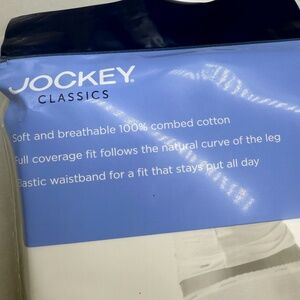 JOCKEY
CLASSICS
Soft and breathable 100% combed cotton
Full coverage fit follows the natural curve of the leg
Elastic waistband for a fit that stays put all day